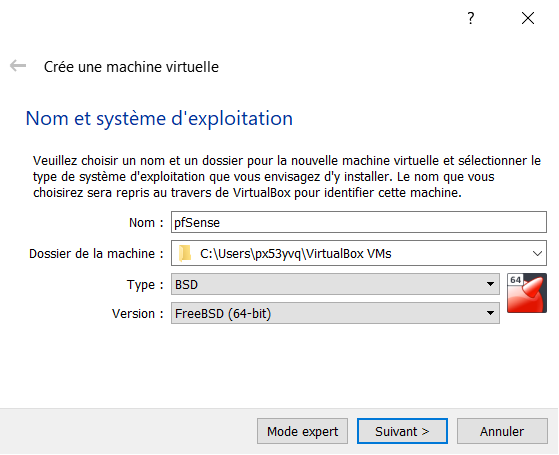 ?
Crée une machine virtuelle
Nom et système d'exploitation
Veuillez choisir un nom et un dossier pour la nouvelle machine virtuelle et sélectionner le
type de système d'exploitation que vous envisagez d'y installer. Le nom que vous
choisirez sera repris au travers de VirtualBox pour identifier cette machine.
Nom : pfSense
Dossier de la machine : C:\Users\px53yvq\VirtualBox VMs
Type : BSD
64
Version : FreeBSD (64-bit)
Mode expert Suivant > Annuler